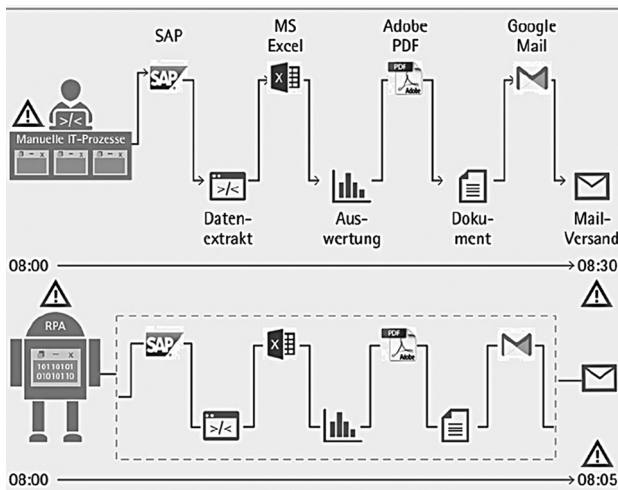 SAP
MS
Excel
Adobe
PDF
Google
Mail
SAP
X
PDF
Adobe
>/<
Manuelle IT-Prozesse
>/<
Daten-
extrakt
Aus-
wertung
Doku-
ment
Mail-
Versand
08:00
08:30
RPA
10110101
01010110
SAP
X
PDF
Adobe
>/<
08:00
08:05